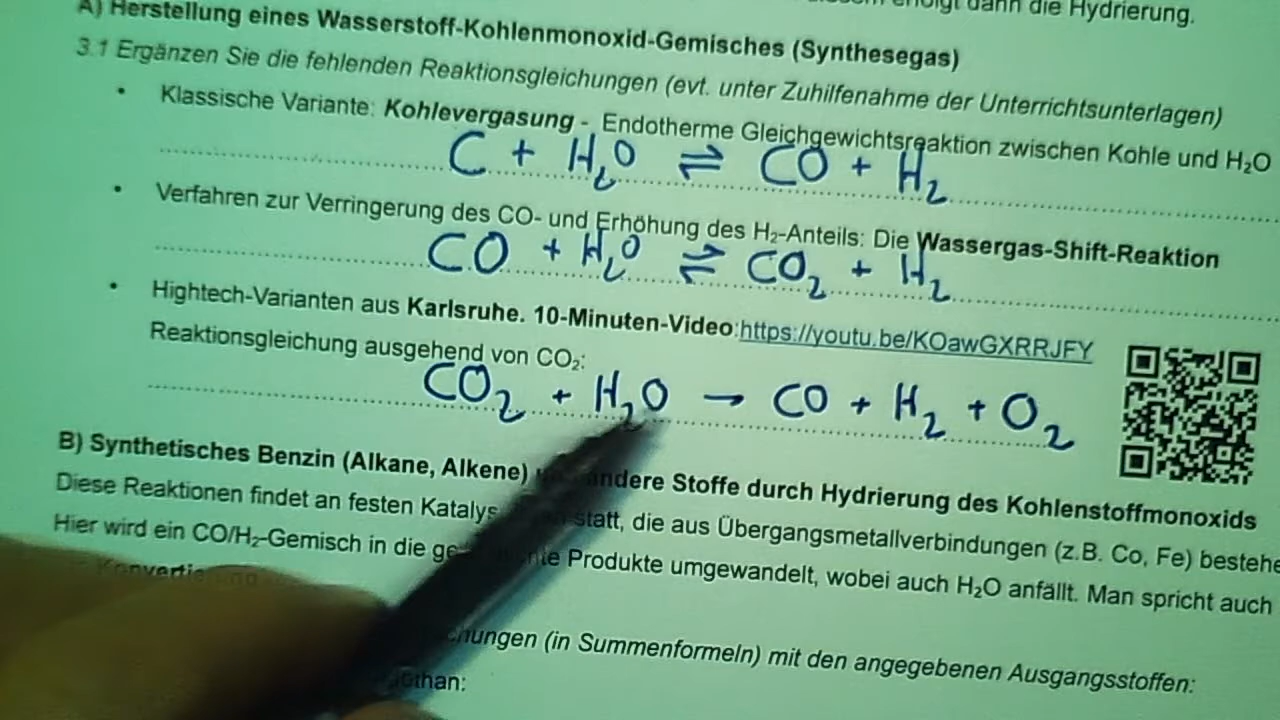 erfolgt dann die Hydrierung.
A) Herstellung eines Wasserstoff-Kohlenmonoxid-Gemisches (Synthesegas)
3.1 Ergänzen Sie die fehlenden Reaktionsgleichungen (evt. unter Zuhilfenahme der Unterrichtsunterlagen)
• Klassische Variante: Kohlevergasung - Endotherme Gleichgewichtsreaktion zwischen Kohle und H₂O
C + H₂O ⇌ CO + H₂
• Verfahren zur Verringerung des CO- und Erhöhung des H₂-Anteils: Die Wassergas-Shift-Reaktion
CO + H₂O ⇌ CO₂ + H₂
• Hightech-Varianten aus Karlsruhe. 10-Minuten-Video:https://youtu.be/KOawGXRRJFY
Reaktionsgleichung ausgehend von CO₂:
CO₂ + H₂O → CO + H₂ + O₂
B) Synthetisches Benzin (Alkane, Alkene) andere Stoffe durch Hydrierung des Kohlenstoffmonoxids
Diese Reaktionen findet an festen statt, die aus Übergangsmetallverbindungen (z.B. Co, Fe)
Hier wird ein CO/H₂-Gemisch in die Produkte umgewandelt, wobei auch H₂O anfällt. Man spricht auch
(in Summenformeln) mit den angegebenen Ausgangsstoffen: